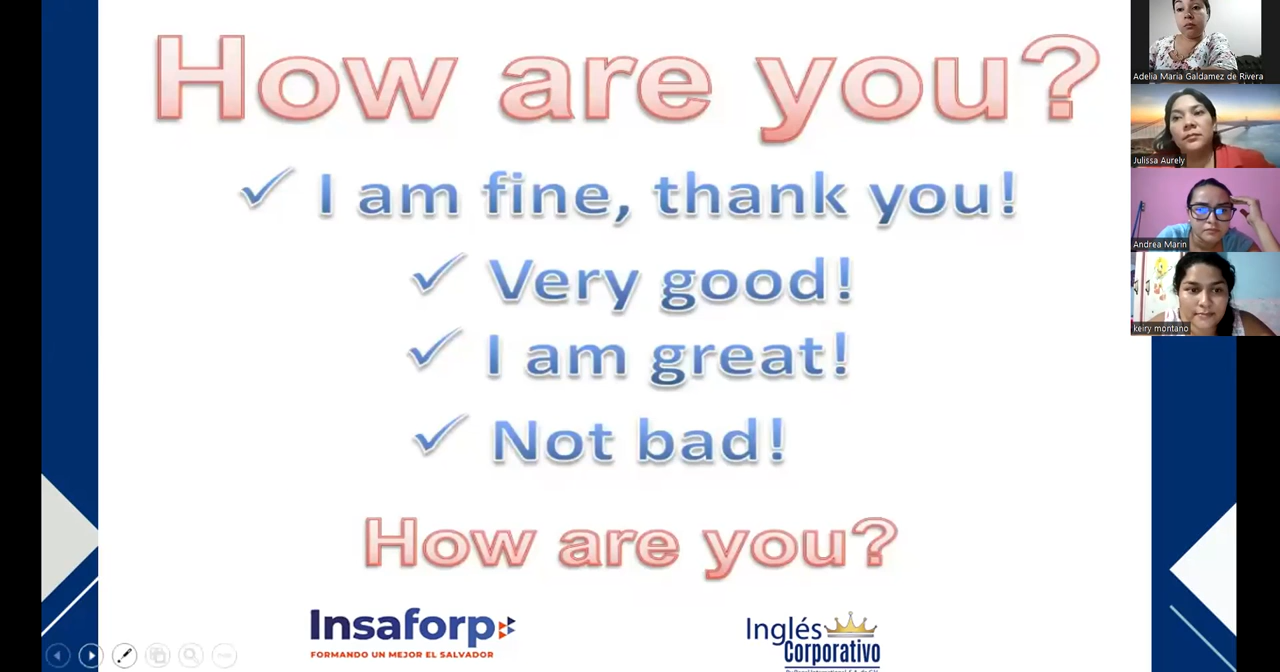 How are you?
I am fine, thank you!
Very good!
I am great!
Not bad!
How are you?
Insaforp
FORMANDO UN MEJOR EL SALVADOR
Inglés
Corporativo
Adelia Maria Galdamez de Rivera
Julissa Aurely
Andrea Marin
keiry montano